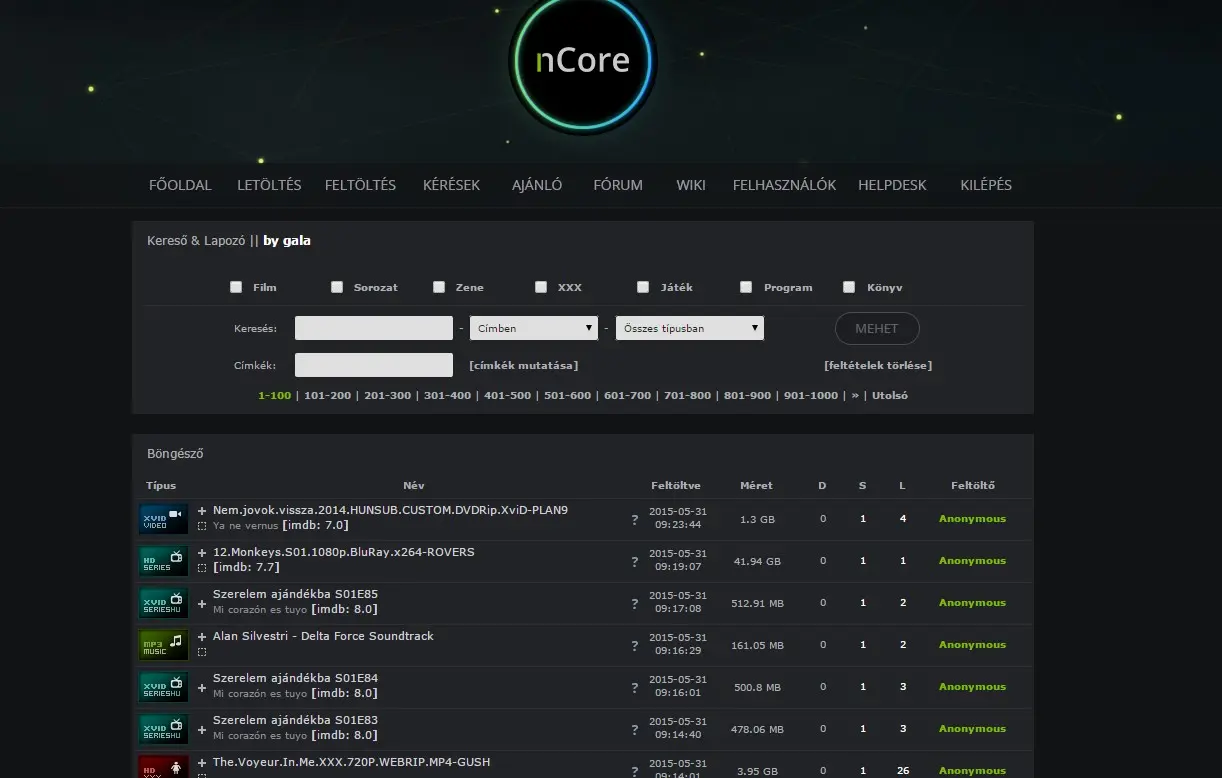 nCore
FŐOLDAL LETÖLTÉS FELTÖLTÉS KÉRÉSEK AJÁNLÓ FÓRUM WIKI FELHASZNÁLÓK HELPDESK KILÉPÉS
Kereső & Lapozó || by gala
Film Sorozat Zene XXX Játék Program Könyv
Keresés: - Címben - Összes típusban MEHET
Címkék: [címkék mutatása] [feltételek törlése]
1-100 | 101-200 | 201-300 | 301-400 | 401-500 | 501-600 | 601-700 | 701-800 | 801-900 | 901-1000 | » | Utolsó
Böngésző
Típus Név Feltöltve Méret D S L Feltöltő
XVID VIDEO + Nem.jovok.vissza.2014.HUNSUB.CUSTOM.DVDRip.XviD-PLAN9
Ya ne vernus [imdb: 7.0] ? 2015-05-31 09:23:44 1.3 GB 0 1 4 Anonymous
HD SERIES + 12.Monkeys.S01.1080p.BluRay.x264-ROVERS
[imdb: 7.7] ? 2015-05-31 09:19:07 41.94 GB 0 1 1 Anonymous
XVID SERIESHU + Szerelem ajándékba S01E85
Mi corazón es tuyo [imdb: 8.0] ? 2015-05-31 09:17:08 512.91 MB 0 1 2 Anonymous
MP3 MUSIC + Alan Silvestri - Delta Force Soundtrack
? 2015-05-31 09:16:29 161.05 MB 0 1 2 Anonymous
XVID SERIESHU + Szerelem ajándékba S01E84
Mi corazón es tuyo [imdb: 8.0] ? 2015-05-31 09:16:01 500.8 MB 0 1 3 Anonymous
XVID SERIESHU + Szerelem ajándékba S01E83
Mi corazón es tuyo [imdb: 8.0] ? 2015-05-31 09:14:40 478.06 MB 0 1 3 Anonymous
HD XXX + The.Voyeur.In.Me.XXX.720P.WEBRIP.MP4-GUSH
? 2015-05-31 09:14:01 3.95 GB 0 1 26 Anonymous